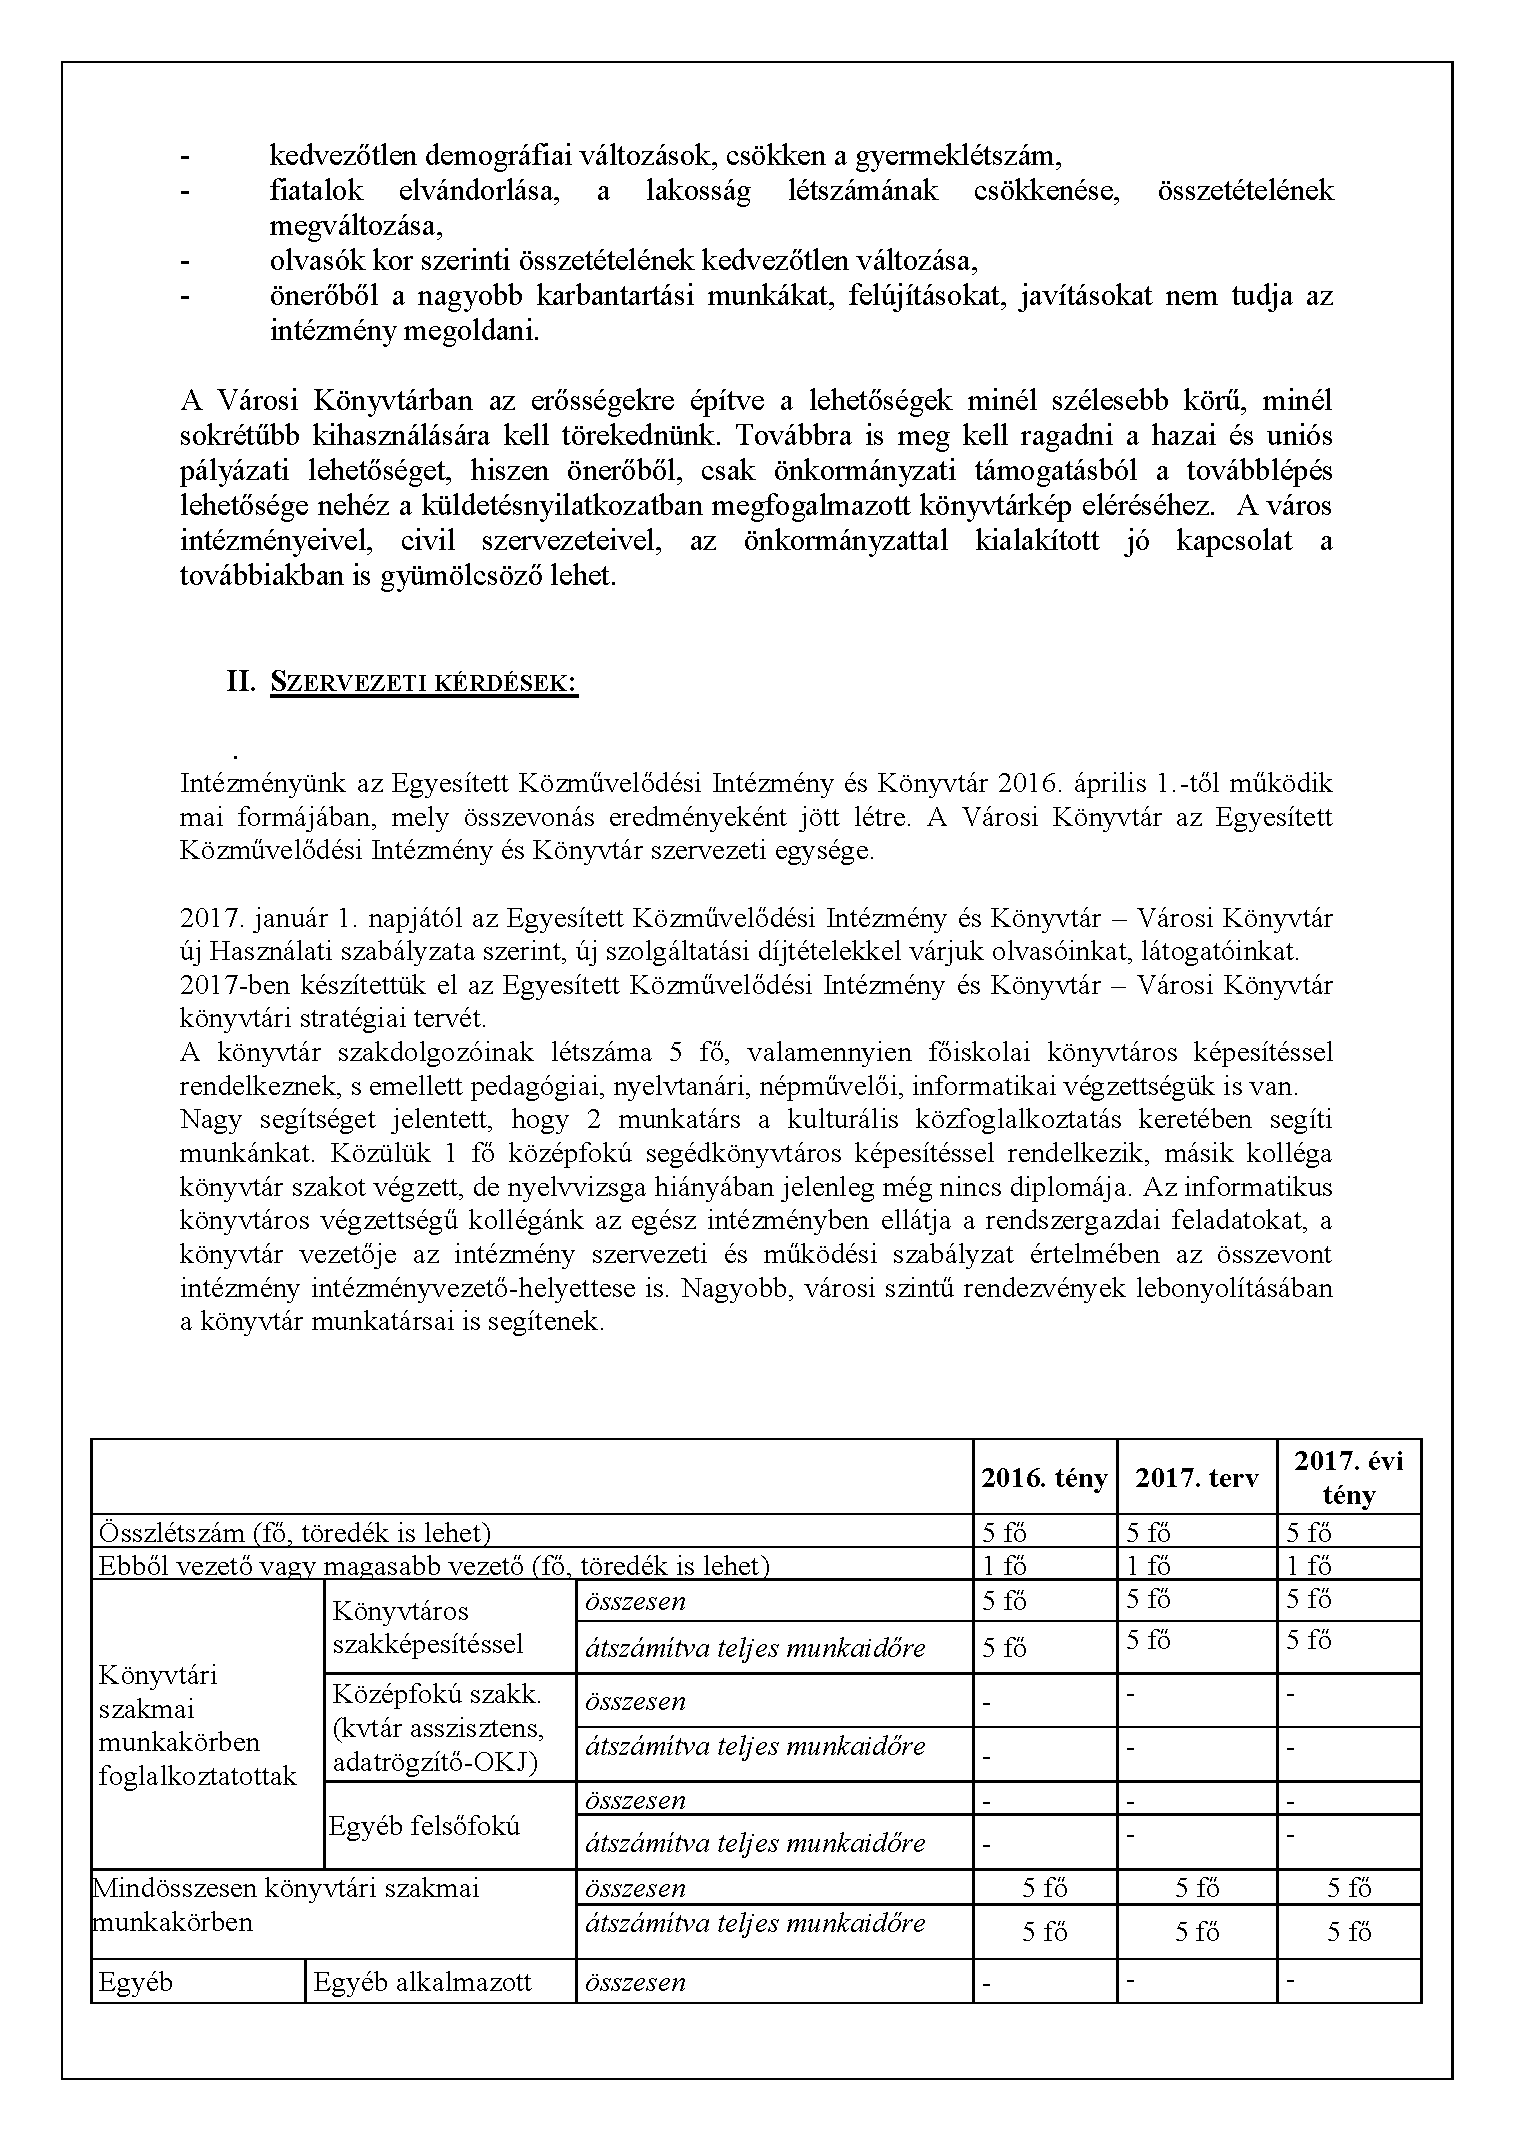 - kedvezőtlen demográfiai változások, csökken a gyermeklétszám,
- fiatalok elvándorlása, a lakosság létszámának csökkenése, összetételének
megváltozása,
- olvasók kor szerinti összetételének kedvezőtlen változása,
- önerőből a nagyobb karbantartási munkákat, felújításokat, javításokat nem tudja az
intézmény megoldani.
A Városi Könyvtárban az erősségekre építve a lehetőségek minél szélesebb körű, minél
sokrétűbb kihasználására kell törekednünk. Továbbra is meg kell ragadni a hazai és uniós
pályázati lehetőséget, hiszen önerőből, csak önkormányzati támogatásból a továbblépés
lehetősége nehéz a küldetésnyilatkozatban megfogalmazott könyvtárkép eléréséhez. A város
intézményeivel, civil szervezeteivel, az önkormányzattal kialakított jó kapcsolat a
továbbiakban is gyümölcsöző lehet.
II. SZERVEZETI KÉRDÉSEK:
.
Intézményünk az Egyesített Közművelődési Intézmény és Könyvtár 2016. április 1.-től működik
mai formájában, mely összevonás eredményeként jött létre. A Városi Könyvtár az Egyesített
Közművelődési Intézmény és Könyvtár szervezeti egysége.
2017. január 1. napjától az Egyesített Közművelődési Intézmény és Könyvtár – Városi Könyvtár
új Használati szabályzata szerint, új szolgáltatási díjtételekkel várjuk olvasóinkat, látogatóinkat.
2017-ben készítettük el az Egyesített Közművelődési Intézmény és Könyvtár – Városi Könyvtár
könyvtári stratégiai tervét.
A könyvtár szakdolgozóinak létszáma 5 fő, valamennyien főiskolai könyvtáros képesítéssel
rendelkeznek, s emellett pedagógiai, nyelvtanári, népművelői, informatikai végzettségük is van.
Nagy segítséget jelentett, hogy 2 munkatárs a kulturális közfoglalkoztatás keretében segíti
munkánkat. Közülük 1 fő középfokú segédkönyvtáros képesítéssel rendelkezik, másik kolléga
könyvtár szakot végzett, de nyelvvizsga hiányában jelenleg még nincs diplomája. Az informatikus
könyvtáros végzettségű kollégánk az egész intézményben ellátja a rendszergazdai feladatokat, a
könyvtár vezetője az intézmény szervezeti és működési szabályzat értelmében az összevont
intézmény intézményvezető-helyettese is. Nagyobb, városi szintű rendezvények lebonyolításában
a könyvtár munkatársai is segítenek.
2016. tény 2017. terv 2017. évi
tény
Összlétszám (fő, töredék is lehet) 5 fő 5 fő 5 fő
Ebből vezető vagy magasabb vezető (fő, töredék is lehet) 1 fő 1 fő 1 fő
Könyvtári
szakmai
munkakörben
foglalkoztatottak
Könyvtáros
szakképesítéssel
összesen 5 fő 5 fő 5 fő
átszámítva teljes munkaidőre 5 fő 5 fő 5 fő
Középfokú szakk.
(kvtár asszisztens,
adatrögzítő-OKJ)
összesen - - -
átszámítva teljes munkaidőre - - -
Egyéb felsőfokú
összesen - - -
átszámítva teljes munkaidőre - - -
Mindösszesen könyvtári szakmai
munkakörben
összesen 5 fő 5 fő 5 fő
átszámítva teljes munkaidőre 5 fő 5 fő 5 fő
Egyéb Egyéb alkalmazott összesen - - -